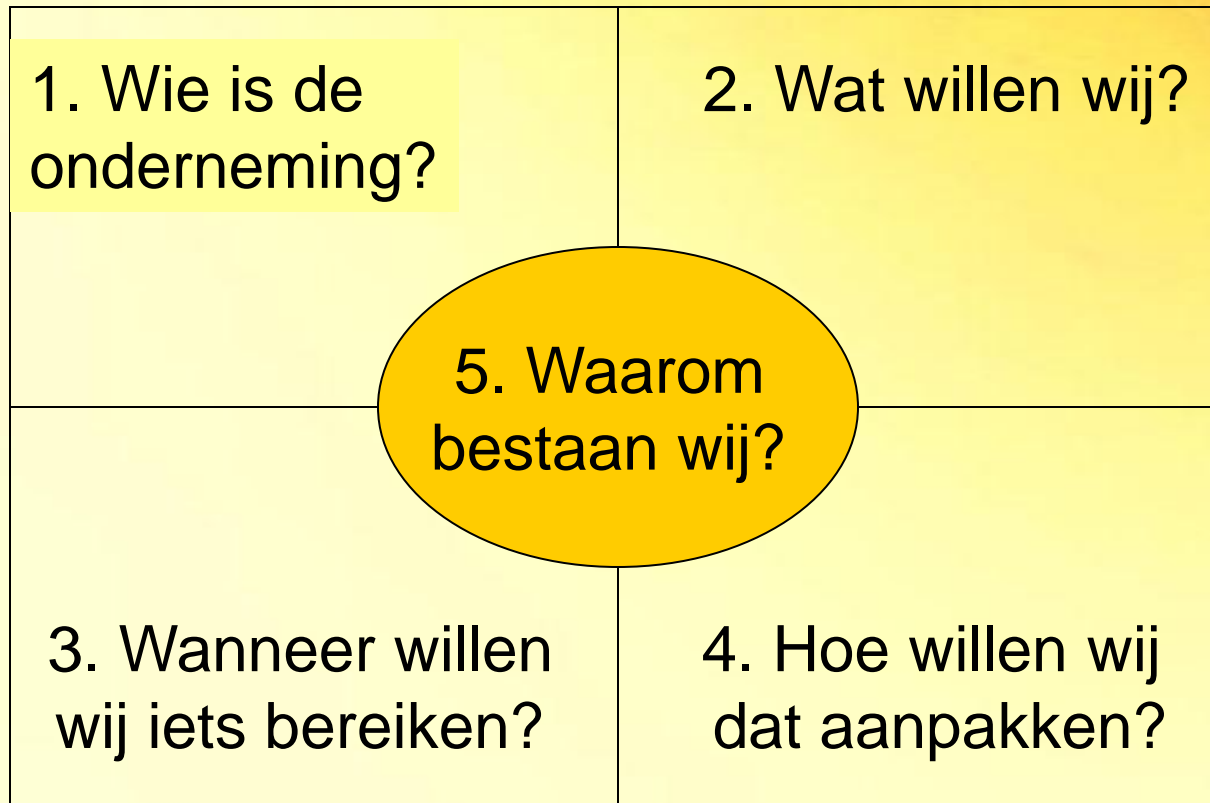 1. Wie is de
onderneming?
2. Wat willen wij?
5. Waarom
bestaan wij?
3. Wanneer willen
wij iets bereiken?
4. Hoe willen wij
dat aanpakken?